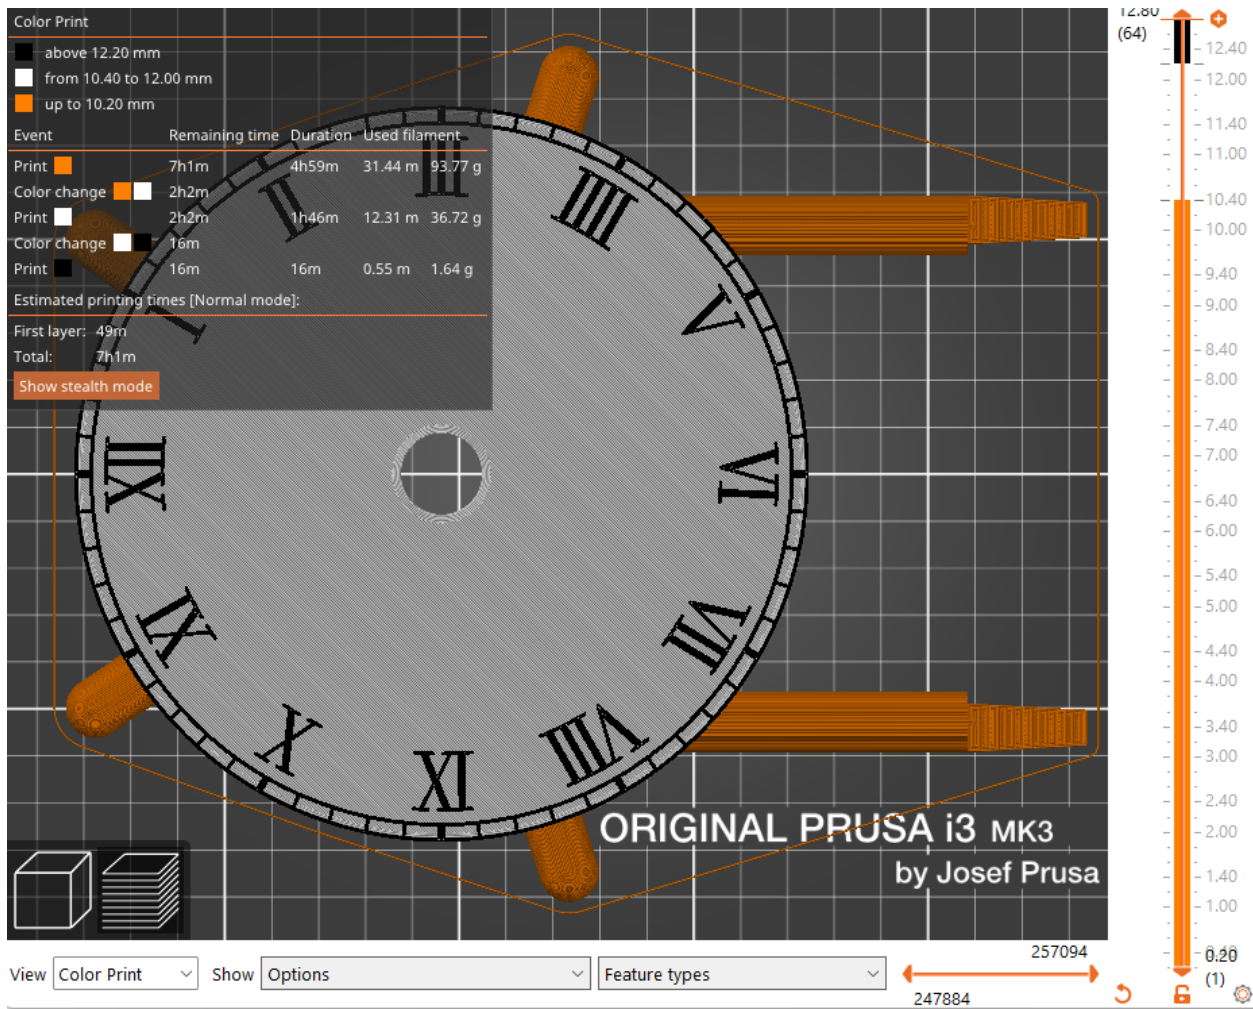 Color Print
above 12.20 mm
from 10.40 to 12.00 mm
up to 10.20 mm
Event Remaining time Duration Used filament
Print 7h1m 4h59m 31.44 m 93.77 g
Color change 2h2m
Print 2h2m 1h46m 12.31 m 36.72 g
Color change 16m
Print 16m 16m 0.55 m 1.64 g
Estimated printing times [Normal mode]:
First layer: 49m
Total: 7h1m
Show stealth mode
I
II
III
IIII
V
VI
VII
VIII
IX
X
XI
XII
ORIGINAL PRUSA i3 MK3
by Josef Prusa
12.80
(64)
12.40
12.00
11.40
11.00
10.40
10.00
9.40
9.00
8.40
8.00
7.40
7.00
6.40
6.00
5.40
5.00
4.40
4.00
3.40
3.00
2.40
2.00
1.40
1.00
0.20
(1)
View Color Print Show Options Feature types
257094
247884